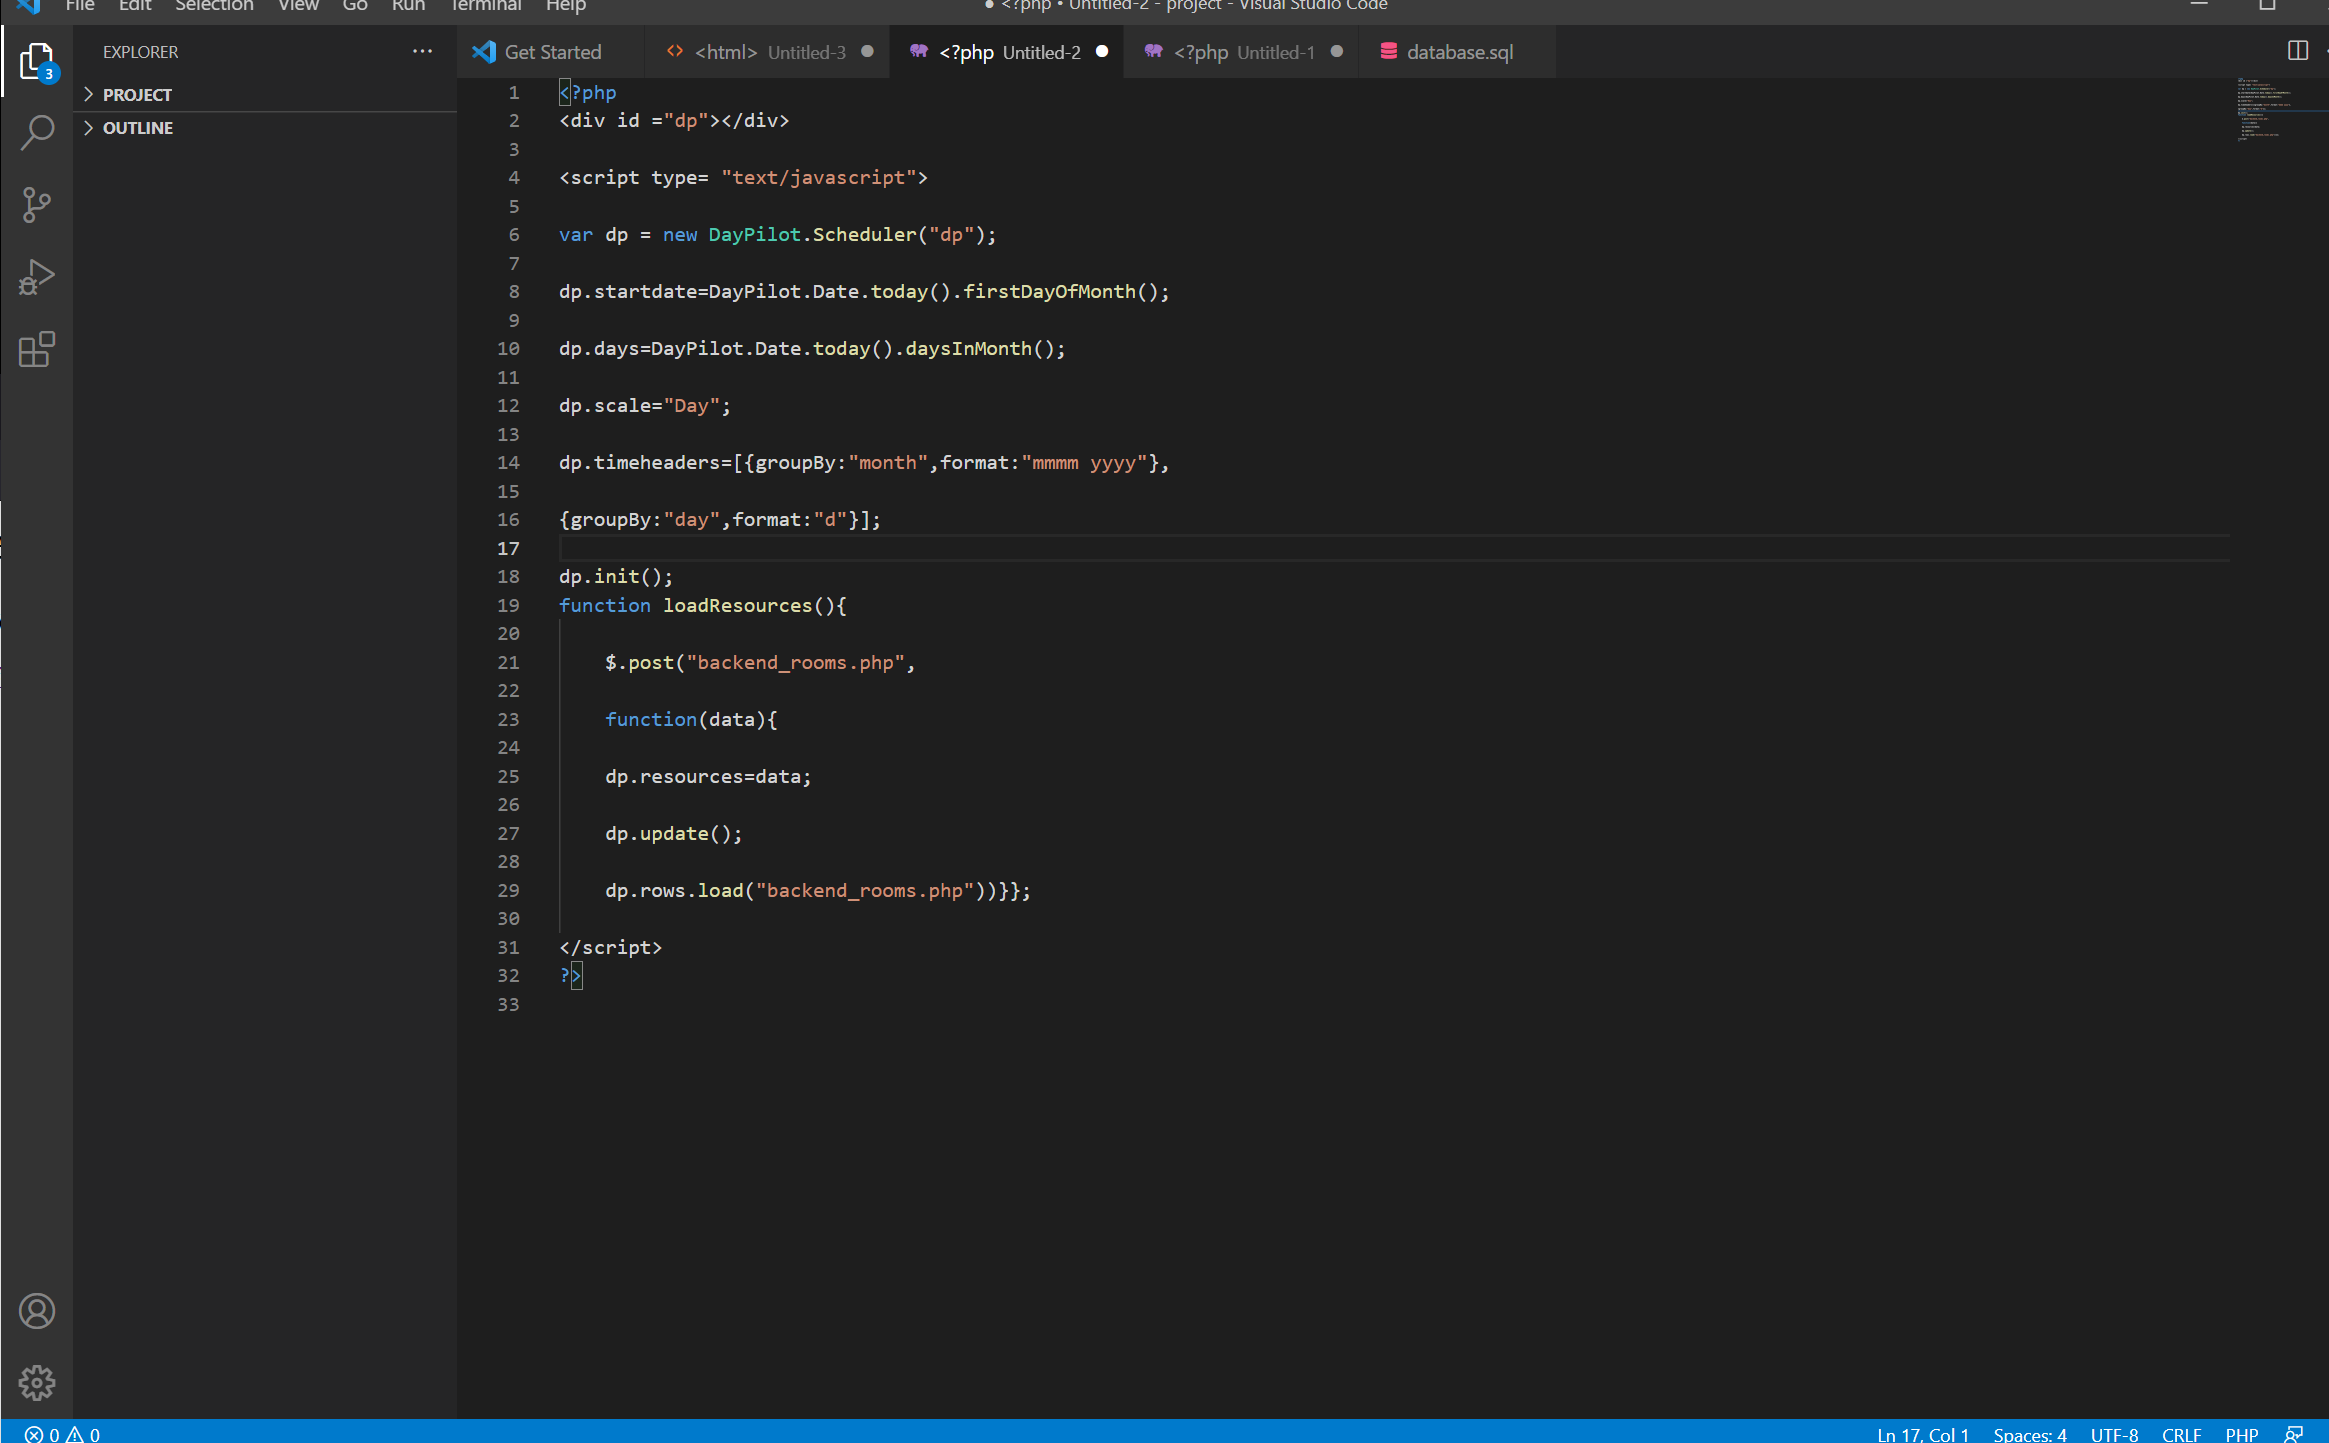 File Edit Selection View Go Run Terminal Help
● <?php • Untitled-2 - project - Visual Studio Code
EXPLORER ···
3
PROJECT
OUTLINE
Get Started
<> <html> Untitled-3
<?php Untitled-2
<?php Untitled-1
database.sql
1 <?php
2 <div id ="dp"></div>
3
4 <script type= "text/javascript">
5
6 var dp = new DayPilot.Scheduler("dp");
7
8 dp.startdate=DayPilot.Date.today().firstDayOfMonth();
9
10 dp.days=DayPilot.Date.today().daysInMonth();
11
12 dp.scale="Day";
13
14 dp.timeheaders=[{groupBy:"month",format:"mmmm yyyy"},
15
16 {groupBy:"day",format:"d"}];
17
18 dp.init();
19 function loadResources(){
20
21 $.post("backend_rooms.php",
22
23 function(data){
24
25 dp.resources=data;
26
27 dp.update();
28
29 dp.rows.load("backend_rooms.php"))}};
30
31 </script>
32 ?>
33
0 0
Ln 17, Col 1 Spaces: 4 UTF-8 CRLF PHP